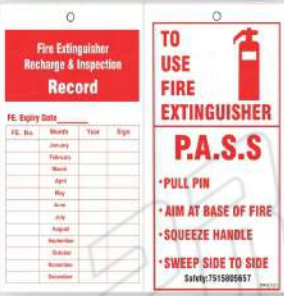 Fire Extinguisher
Recharge & Inspection
Record
FE. Expiry Date______
FE. No. Month Year Sign
January
February
March
April
May
June
July
August
September
October
November
December
TO
USE
FIRE
EXTINGUISHER
P.A.S.S
• PULL PIN
• AIM AT BASE OF FIRE
• SQUEEZE HANDLE
• SWEEP SIDE TO SIDE
Safety:7515805657